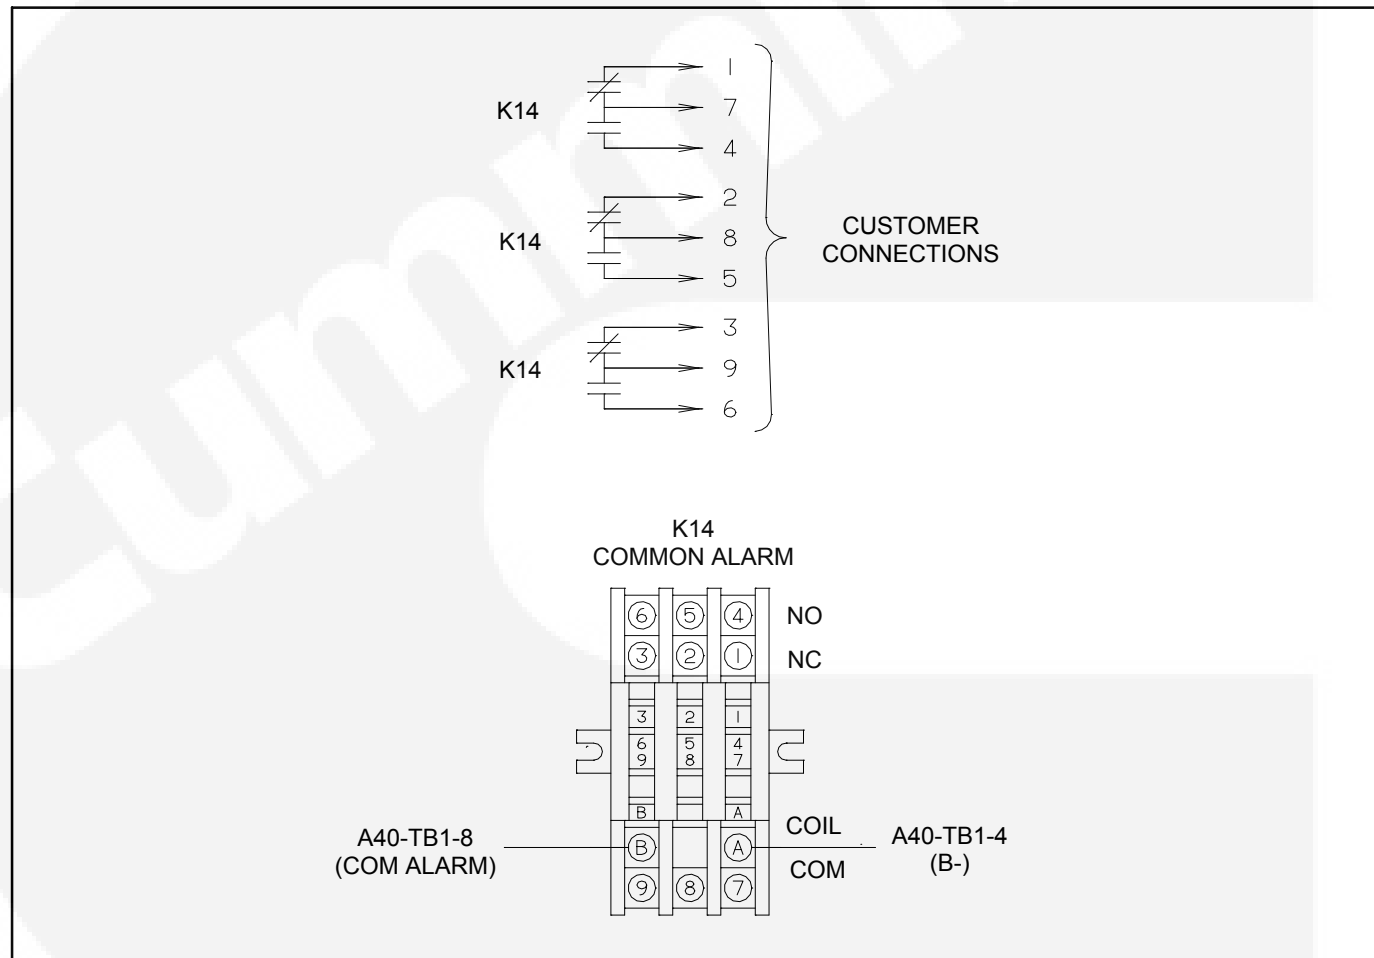 1
K14
7
4
2
K14
8
5
3
K14
9
6
CUSTOMER
CONNECTIONS
K14
COMMON ALARM
6 5 4 NO
3 2 1 NC
3 2 1
6 5 4
9 8 7
B A
A40-TB1-8
(COM ALARM)
B A COIL
9 8 7 COM
A40-TB1-4
(B-)
Cummin